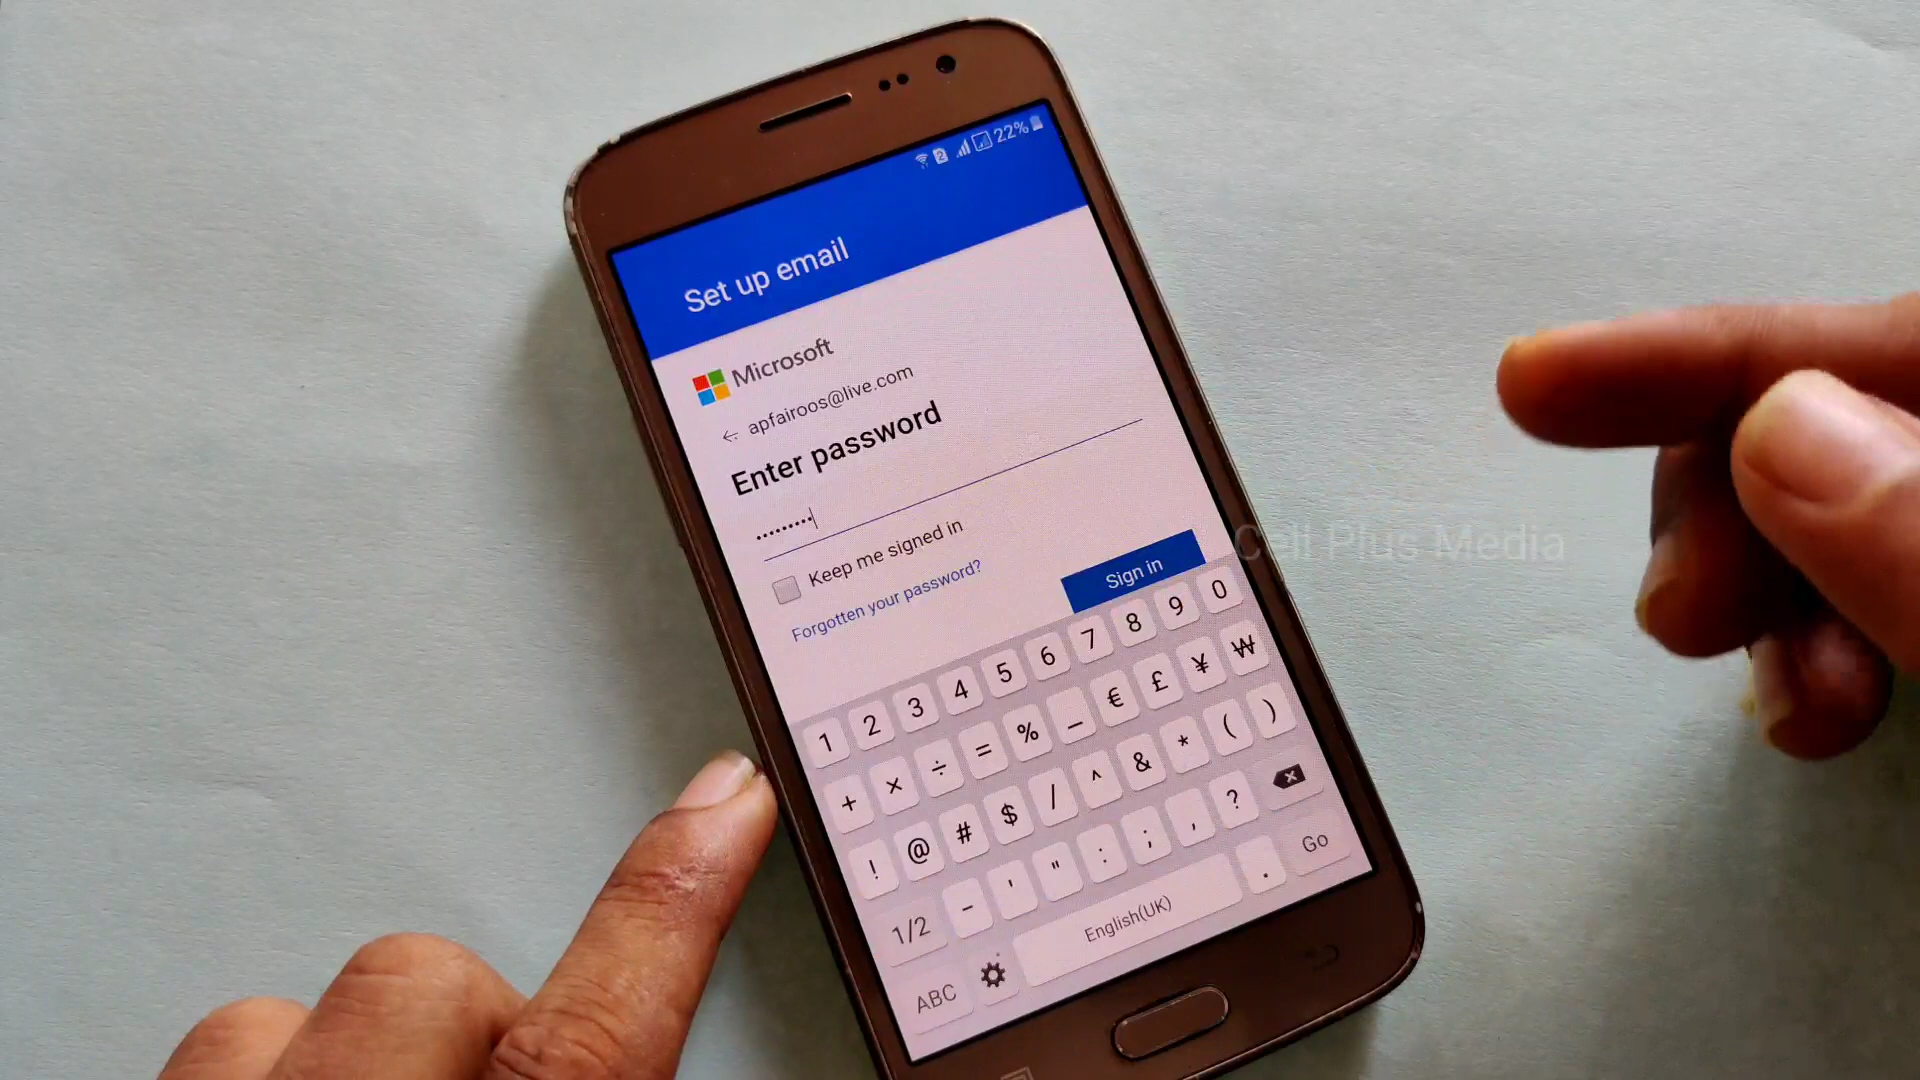 2 22%
Set up email
Microsoft
← apfairoos@live.com
Enter password
.........
Keep me signed in
Forgotten your password?
Sign in
Cell Plus Media
1 2 3 4 5 6 7 8 9 0
+ × ÷ = % _ € £ ¥ ₩
! @ # $ / ^ & * ( )
1/2 - ' " : ; , ?
ABC English(UK) . Go